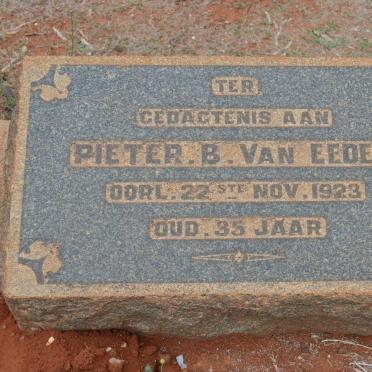 TER
GEDACTENIS AAN
PIETER. B. VAN EEDE
OORL. 22STE NOV. 1923
OUD. 35 JAAR